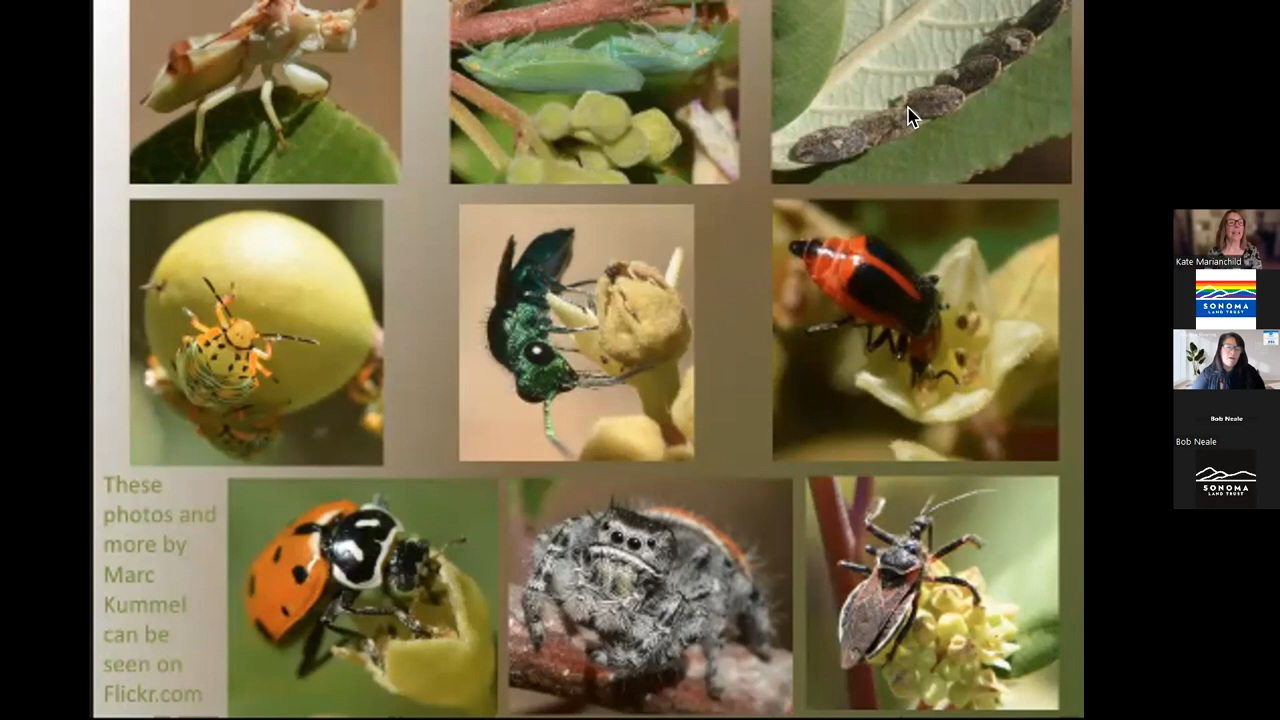 These
photos and
more by
Marc
Kummel
can be
seen on
Flickr.com
Kate Marianchild
SONOMA
LAND TRUST
Bob Neale
Bob Neale
SONOMA
LAND TRUST